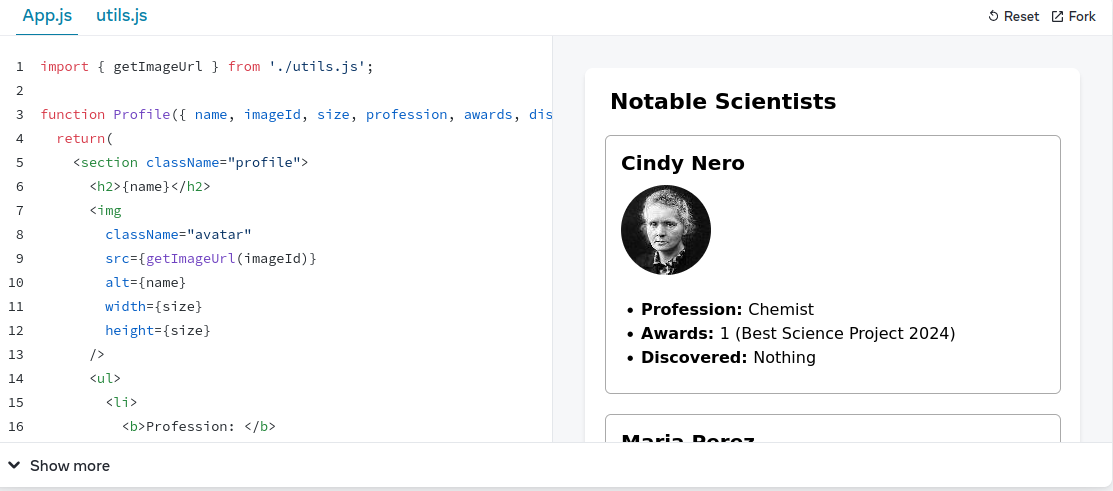 App.js utils.js Reset Fork
1 import { getImageUrl } from './utils.js';
2
3 function Profile({ name, imageId, size, profession, awards, dis
4 return(
5 <section className="profile">
6 <h2>{name}</h2>
7 <img
8 className="avatar"
9 src={getImageUrl(imageId)}
10 alt={name}
11 width={size}
12 height={size}
13 />
14 <ul>
15 <li>
16 <b>Profession: </b>
Notable Scientists
Cindy Nero
• Profession: Chemist
• Awards: 1 (Best Science Project 2024)
• Discovered: Nothing
Maria Perez
Show more